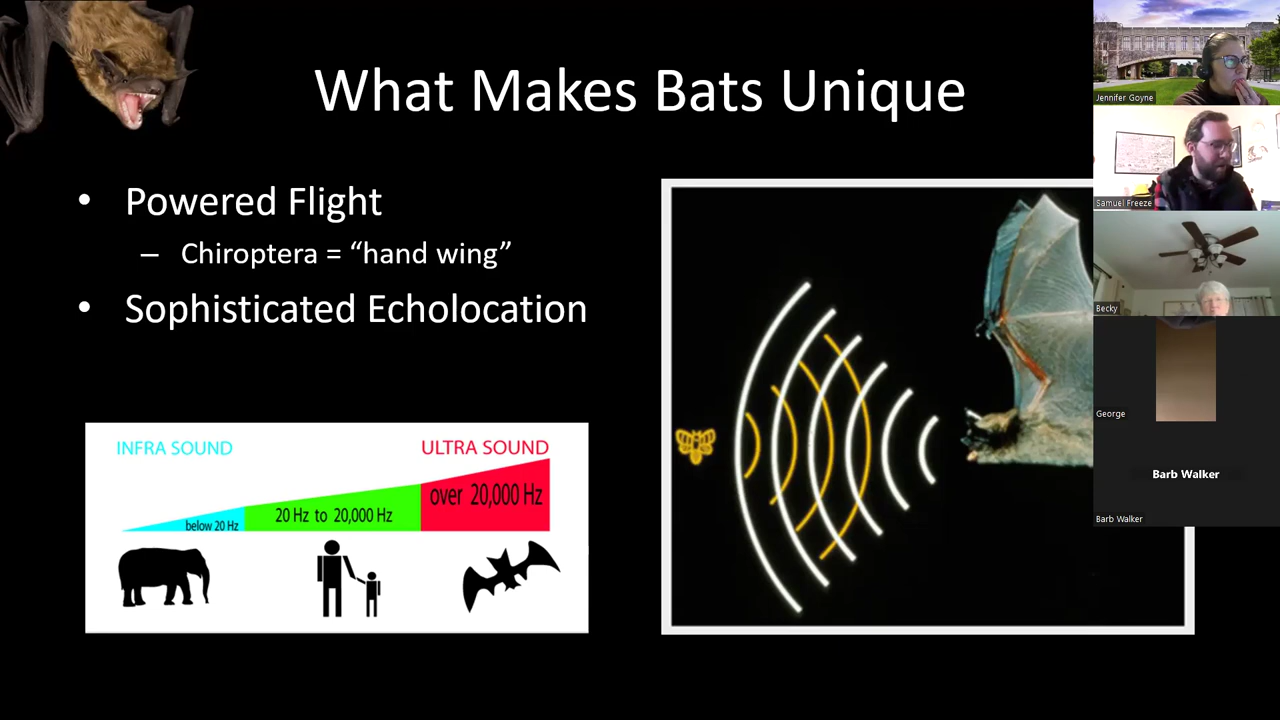 What Makes Bats Unique
• Powered Flight
– Chiroptera = “hand wing”
• Sophisticated Echolocation
INFRA SOUND
ULTRA SOUND
below 20 Hz
20 Hz to 20,000 Hz
over 20,000 Hz
Jennifer Goyne
Samuel Freeze
Becky
George
Barb Walker
Barb Walker